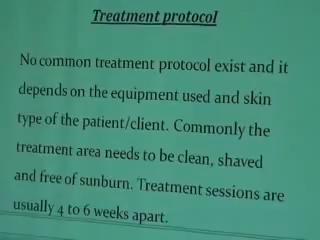 Treatment protocol
No common treatment protocol exist and it
depends on the equipment used and skin
type of the patient/client. Commonly the
treatment area needs to be clean, shaved
and free of sunburn. Treatment sessions are
usually 4 to 6 weeks apart.